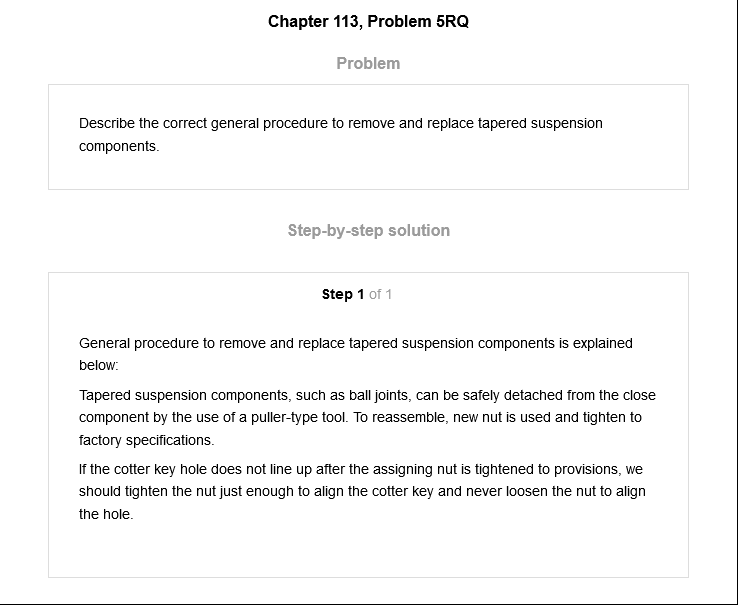 Chapter 113, Problem 5RQ
Problem
Describe the correct general procedure to remove and replace tapered suspension
components.
Step-by-step solution
Step 1 of 1
General procedure to remove and replace tapered suspension components is explained
below:
Tapered suspension components, such as ball joints, can be safely detached from the close
component by the use of a puller-type tool. To reassemble, new nut is used and tighten to
factory specifications.
If the cotter key hole does not line up after the assigning nut is tightened to provisions, we
should tighten the nut just enough to align the cotter key and never loosen the nut to align
the hole.